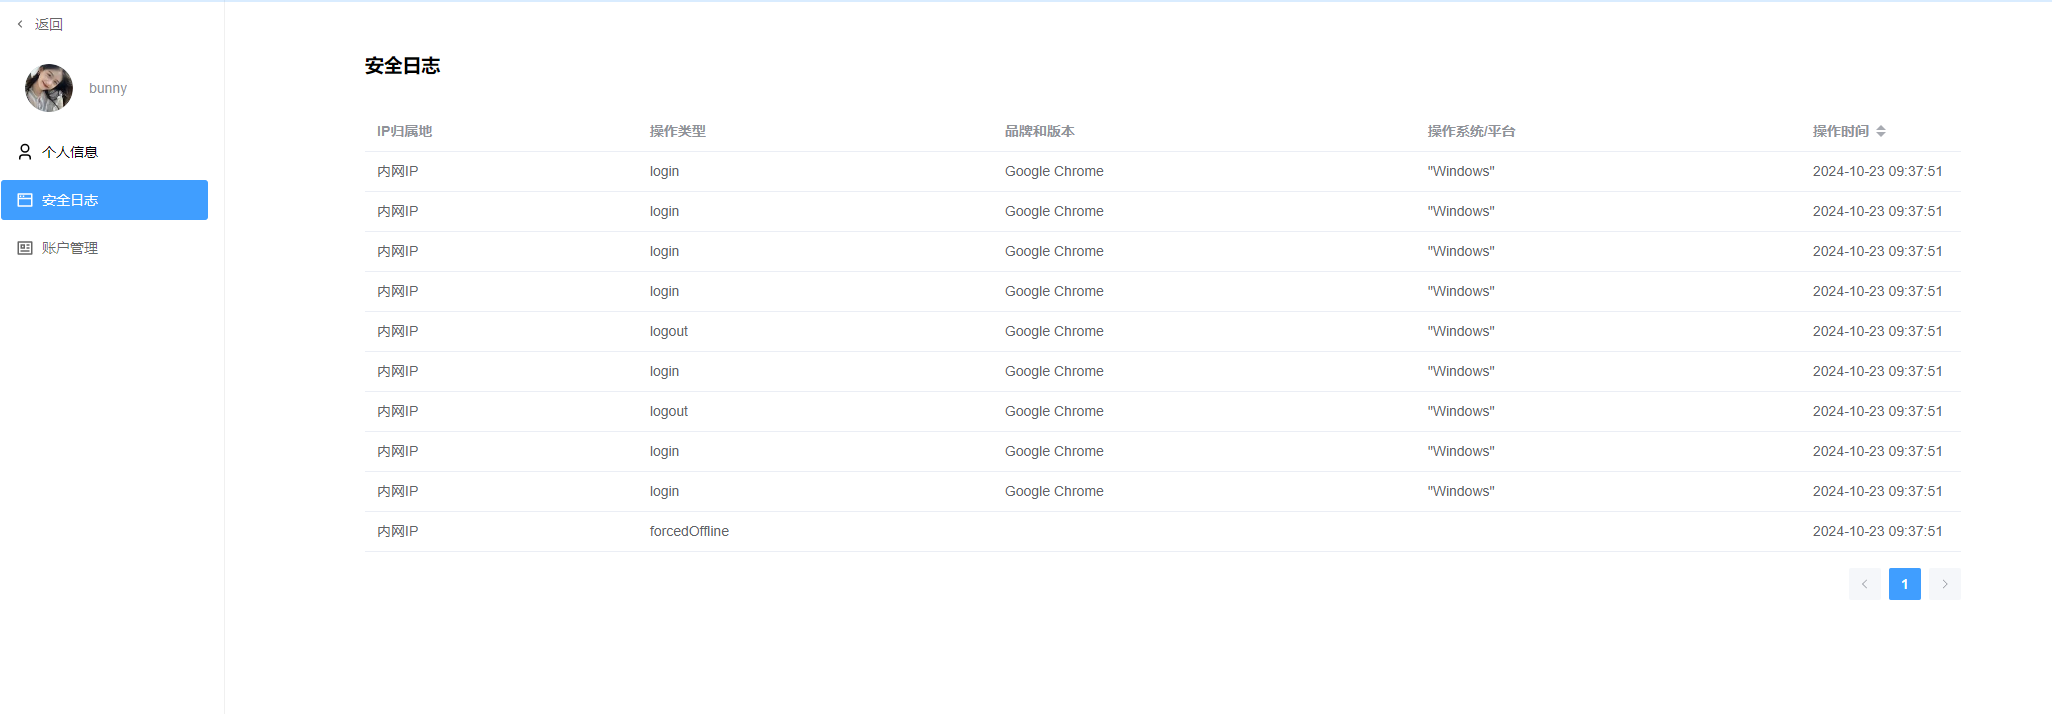 返回
bunny
个人信息
安全日志
账户管理
安全日志
IP归属地 操作类型 品牌和版本 操作系统/平台 操作时间
内网IP login Google Chrome "Windows" 2024-10-23 09:37:51
内网IP login Google Chrome "Windows" 2024-10-23 09:37:51
内网IP login Google Chrome "Windows" 2024-10-23 09:37:51
内网IP login Google Chrome "Windows" 2024-10-23 09:37:51
内网IP logout Google Chrome "Windows" 2024-10-23 09:37:51
内网IP login Google Chrome "Windows" 2024-10-23 09:37:51
内网IP logout Google Chrome "Windows" 2024-10-23 09:37:51
内网IP login Google Chrome "Windows" 2024-10-23 09:37:51
内网IP login Google Chrome "Windows" 2024-10-23 09:37:51
内网IP forcedOffline 2024-10-23 09:37:51
1